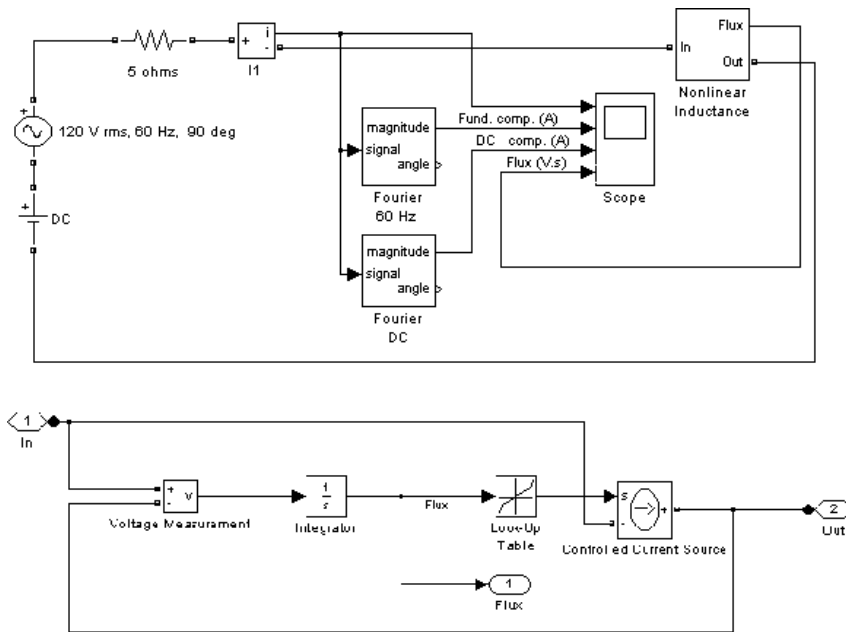 5 ohms
+
i
-
I1
In
Flux
Out
Nonlinear
Inductance
+
120 V rms, 60 Hz, 90 deg
+
DC
magnitude
signal
angle
Fourier
60 Hz
Fund. comp. (A)
DC comp. (A)
Flux (V.s)
Scope
magnitude
signal
angle
Fourier
DC
1
In
+
-
v
Voltage Measurement
1
s
Integrator
Flux
Look-Up
Table
s
-
+
Controlled Current Source
2
Out
1
Flux